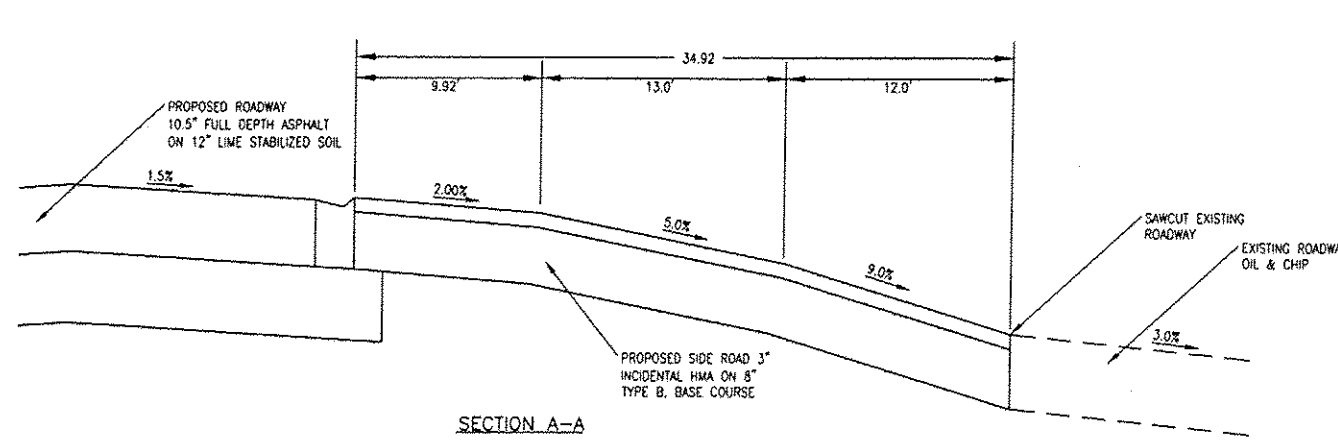 34.92
9.92'
13.0'
12.0'
PROPOSED ROADWAY
10.5" FULL DEPTH ASPHALT
ON 12" LIME STABILIZED SOIL
1.5%
2.00%
5.0%
9.0%
SAWCUT EXISTING
ROADWAY
EXISTING ROADWA
OIL & CHIP
3.0%
PROPOSED SIDE ROAD 3"
INCIDENTAL HMA ON 8"
TYPE B, BASE COURSE
SECTION A-A